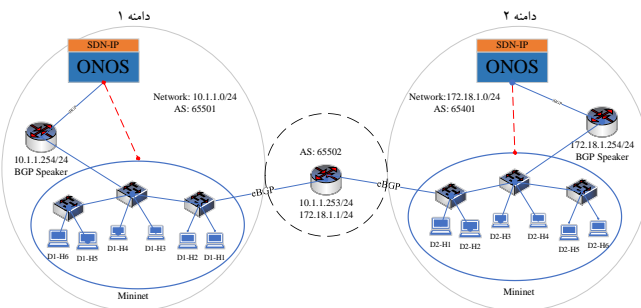 دامنه ۱
SDN-IP
ONOS
Network: 10.1.1.0/24
AS: 65501
10.1.1.254/24
BGP Speaker
D1-H6
D1-H5
D1-H4
D1-H3
D1-H2
D1-H1
Mininet
eBGP
AS: 65502
10.1.1.253/24
172.18.1.1/24
eBGP
دامنه ۲
SDN-IP
ONOS
Network:172.18.1.0/24
AS: 65401
172.18.1.254/24
BGP Speaker
D2-H1
D2-H2
D2-H3
D2-H4
D2-H5
D2-H6
Mininet